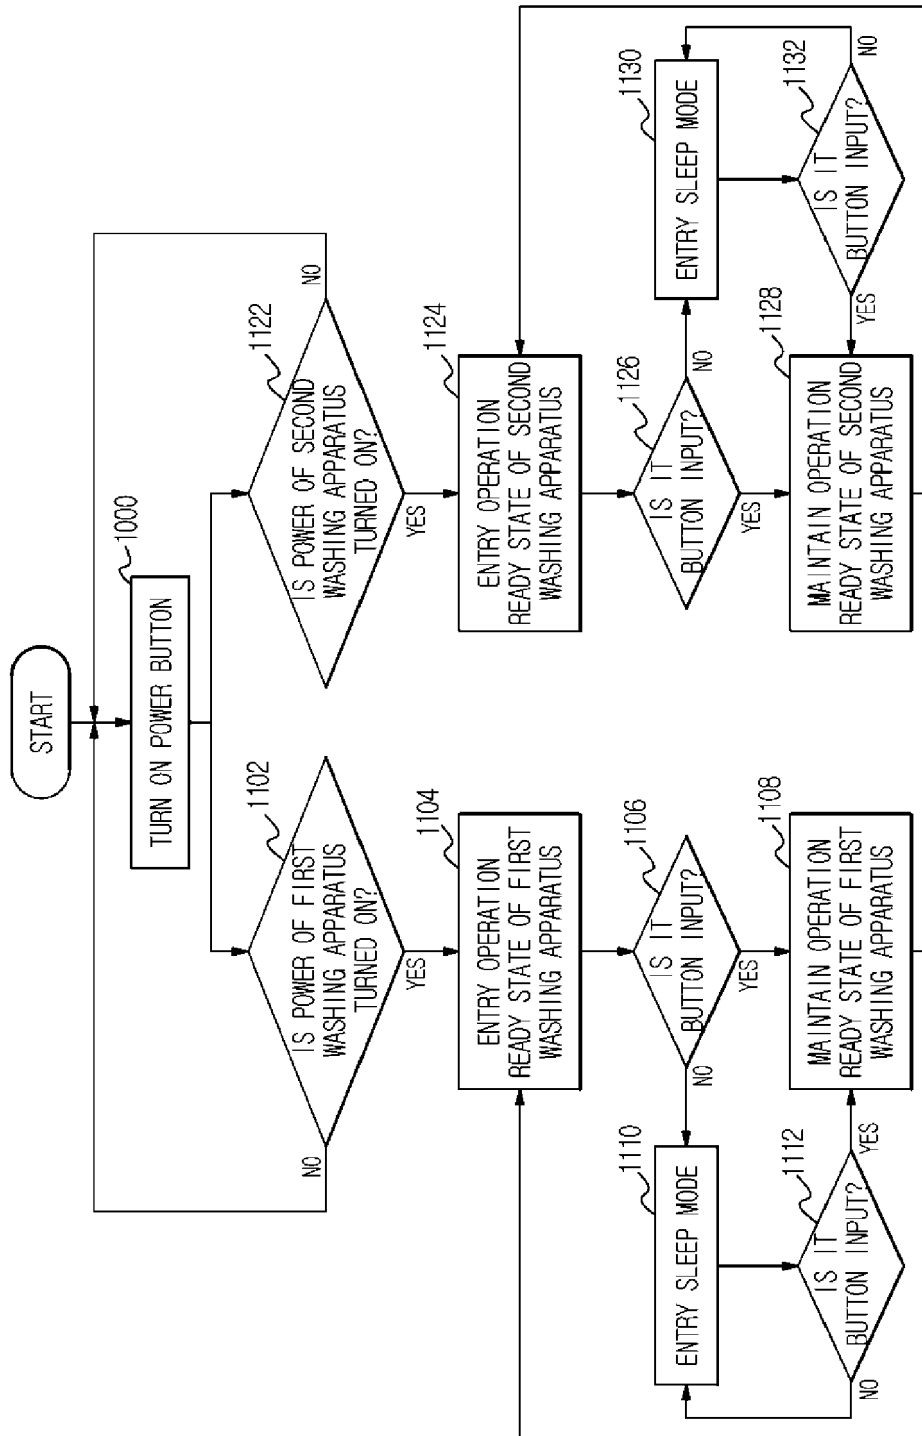 START
1000
TURN ON POWER BUTTON
1102
IS POWER OF FIRST
WASHING APPARATUS
TURNED ON?
NO
YES
1104
ENTRY OPERATION
READY STATE OF FIRST
WASHING APPARATUS
1106
IS IT
BUTTON INPUT?
NO
YES
1110
ENTRY SLEEP MODE
1112
IS IT
BUTTON INPUT?
NO
YES
1108
MAINTAIN OPERATION
READY STATE OF FIRST
WASHING APPARATUS
1122
IS POWER OF SECOND
WASHING APPARATUS
TURNED ON?
NO
YES
1124
ENTRY OPERATION
READY STATE OF SECOND
WASHING APPARATUS
1126
IS IT
BUTTON INPUT?
NO
YES
1130
ENTRY SLEEP MODE
1132
IS IT
BUTTON INPUT?
NO
YES
1128
MAINTAIN OPERATION
READY STATE OF SECOND
WASHING APPARATUS